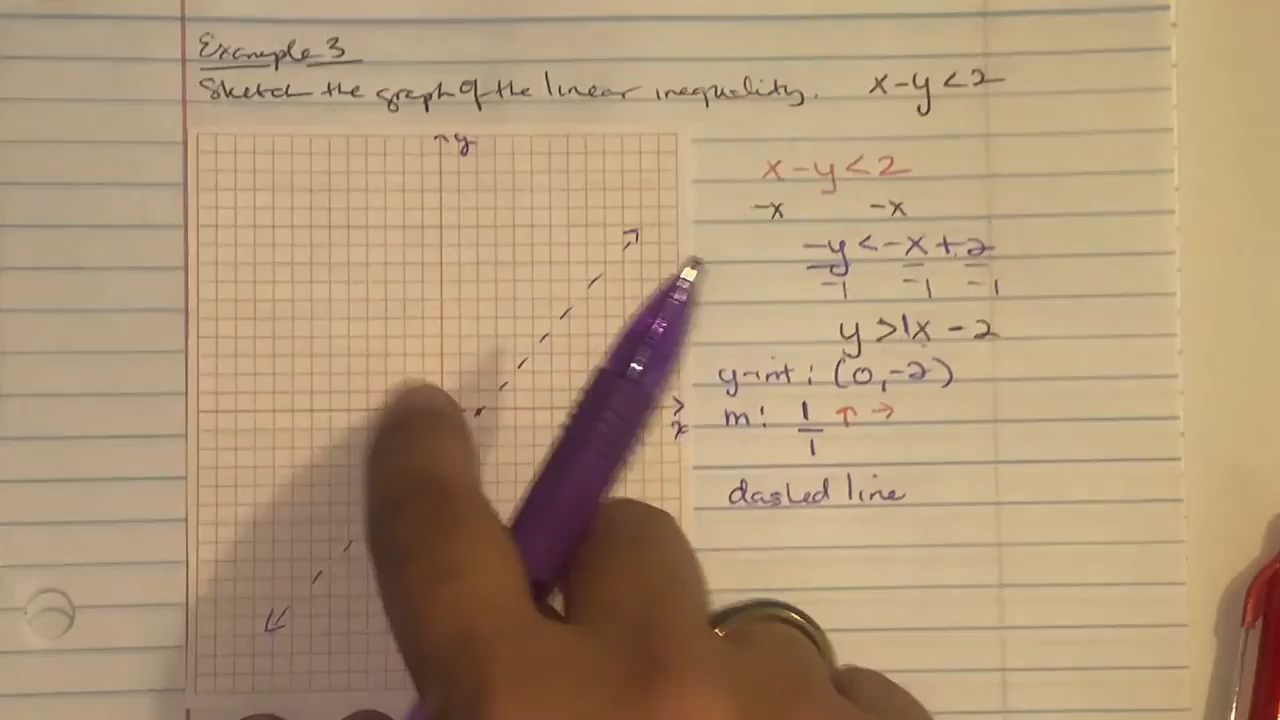 Example 3
Sketch the graph of the linear inequality. x-y<2
y
x
x-y<2
-x -x
-y<-x+2
-1 -1 -1
y>1x-2
y-int: (0,-2)
m: 1/1 ↑ →
dashed line